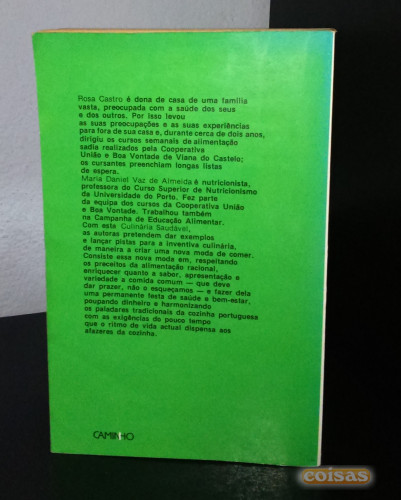 Rosa Castro é dona de casa de uma família
vasta, preocupada com a saúde dos seus
e dos outros. Por isso levou
as suas preocupações e as suas experiências
para fora de sua casa e, durante cerca de dois anos,
dirigiu os cursos semanais de alimentação
sadia realizados pela Cooperativa
União e Boa Vontade de Viana do Castelo;
os cursantes preenchiam longas listas
de espera.
Maria Daniel Vaz de Almeida é nutricionista,
professora do Curso Superior de Nutricionismo
da Universidade do Porto. Fez parte
da equipa dos cursos da Cooperativa União
e Boa Vontade. Trabalhou também
na Campanha de Educação Alimentar.
Com este Culinária Saudável,
as autoras pretendem dar exemplos
e lançar pistas para a inventiva culinária,
de maneira a criar uma nova moda de comer.
Consiste essa nova moda em, respeitando
os preceitos da alimentação racional,
enriquecer quanto a sabor, apresentação e
variedade a comida comum — que deve
dar prazer, não o esqueçamos — e fazer dela
uma permanente festa de saúde e bem-estar,
poupando dinheiro e harmonizando
os paladares tradicionais da cozinha portuguesa
com as exigências do pouco tempo
que o ritmo de vida actual dispensa aos
afazeres da cozinha.
CAMINHO
coisas